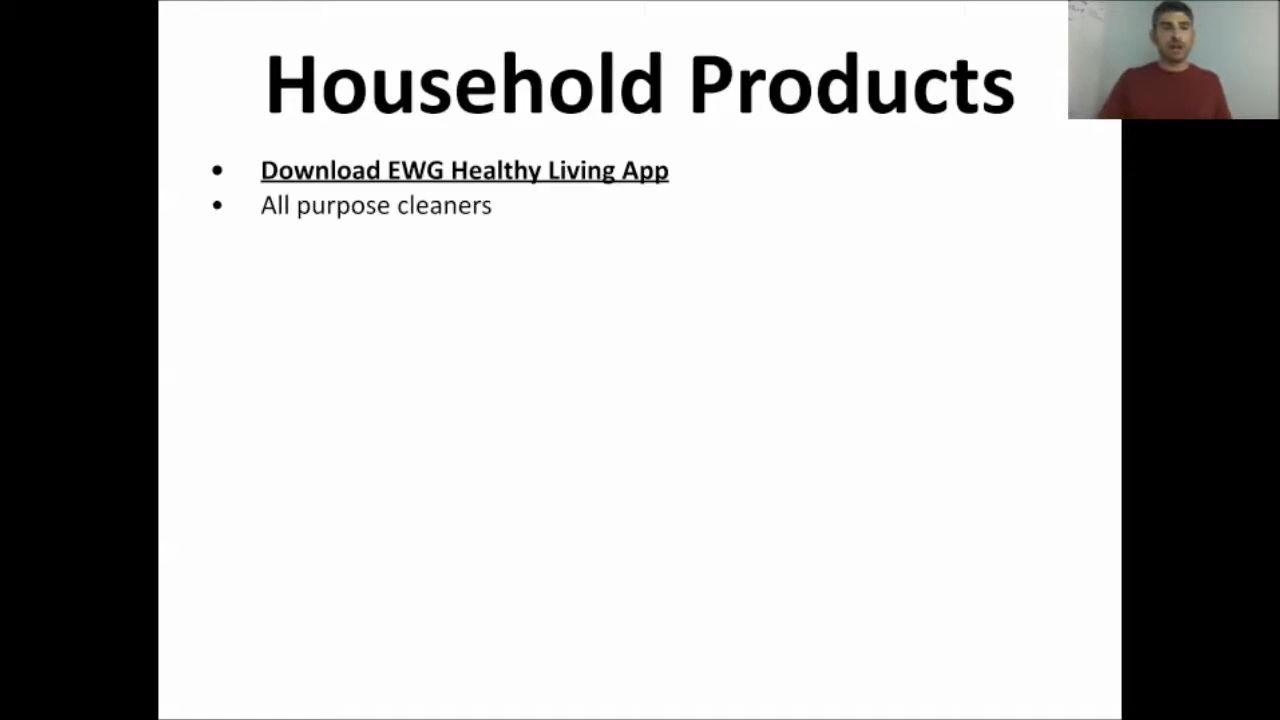 Household Products
• Download EWG Healthy Living App
• All purpose cleaners